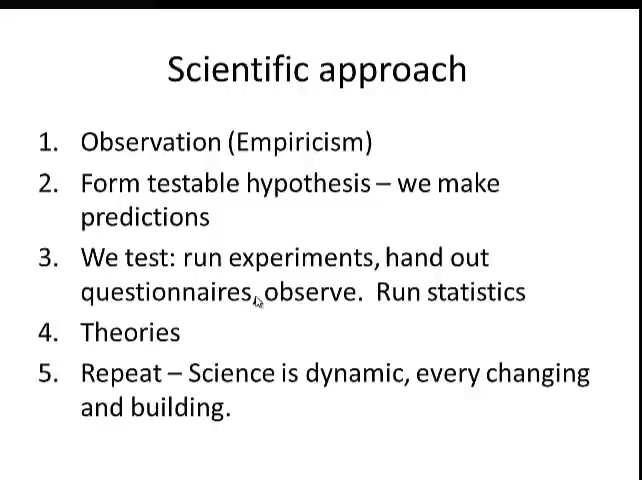 Scientific approach
1. Observation (Empiricism)
2. Form testable hypothesis – we make
predictions
3. We test: run experiments, hand out
questionnaires, observe.  Run statistics
4. Theories
5. Repeat – Science is dynamic, every changing
and building.